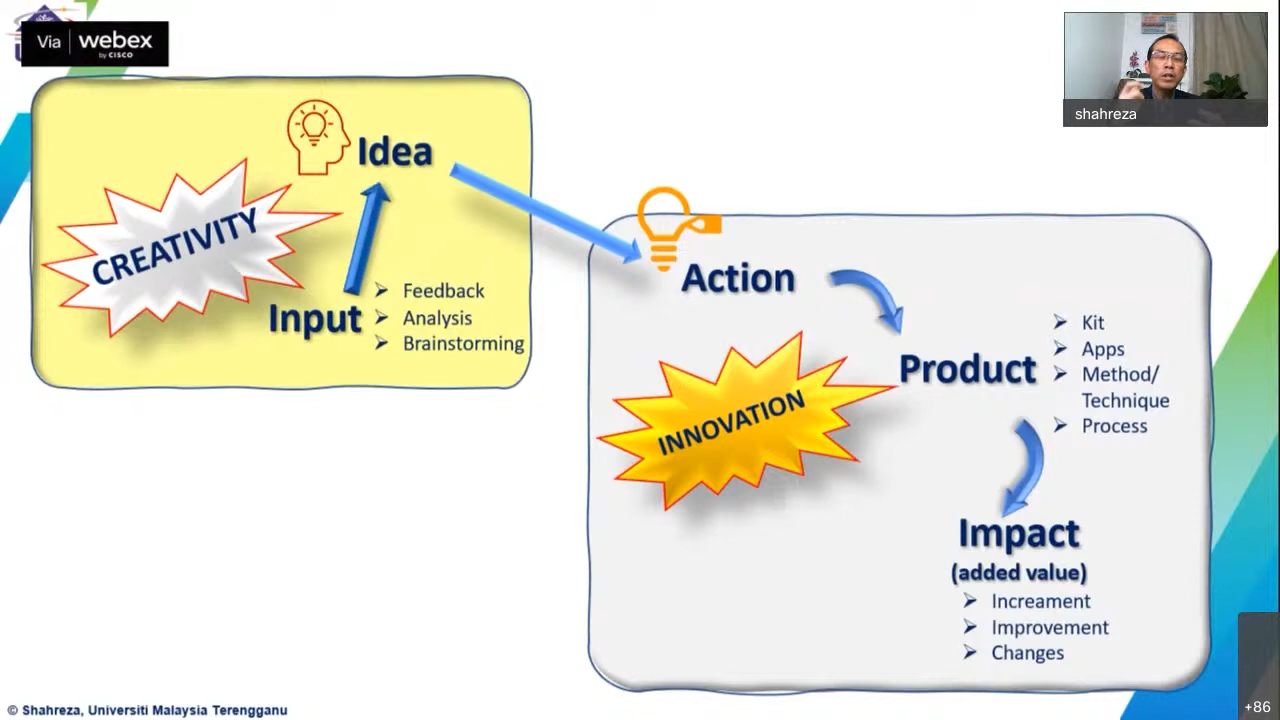 Via webex
by CISCO
shahreza
Idea
CREATIVITY
Input
Feedback
Analysis
Brainstorming
Action
INNOVATION
Product
Kit
Apps
Method/
Technique
Process
Impact
(added value)
Increament
Improvement
Changes
© Shahreza, Universiti Malaysia Terengganu
+86